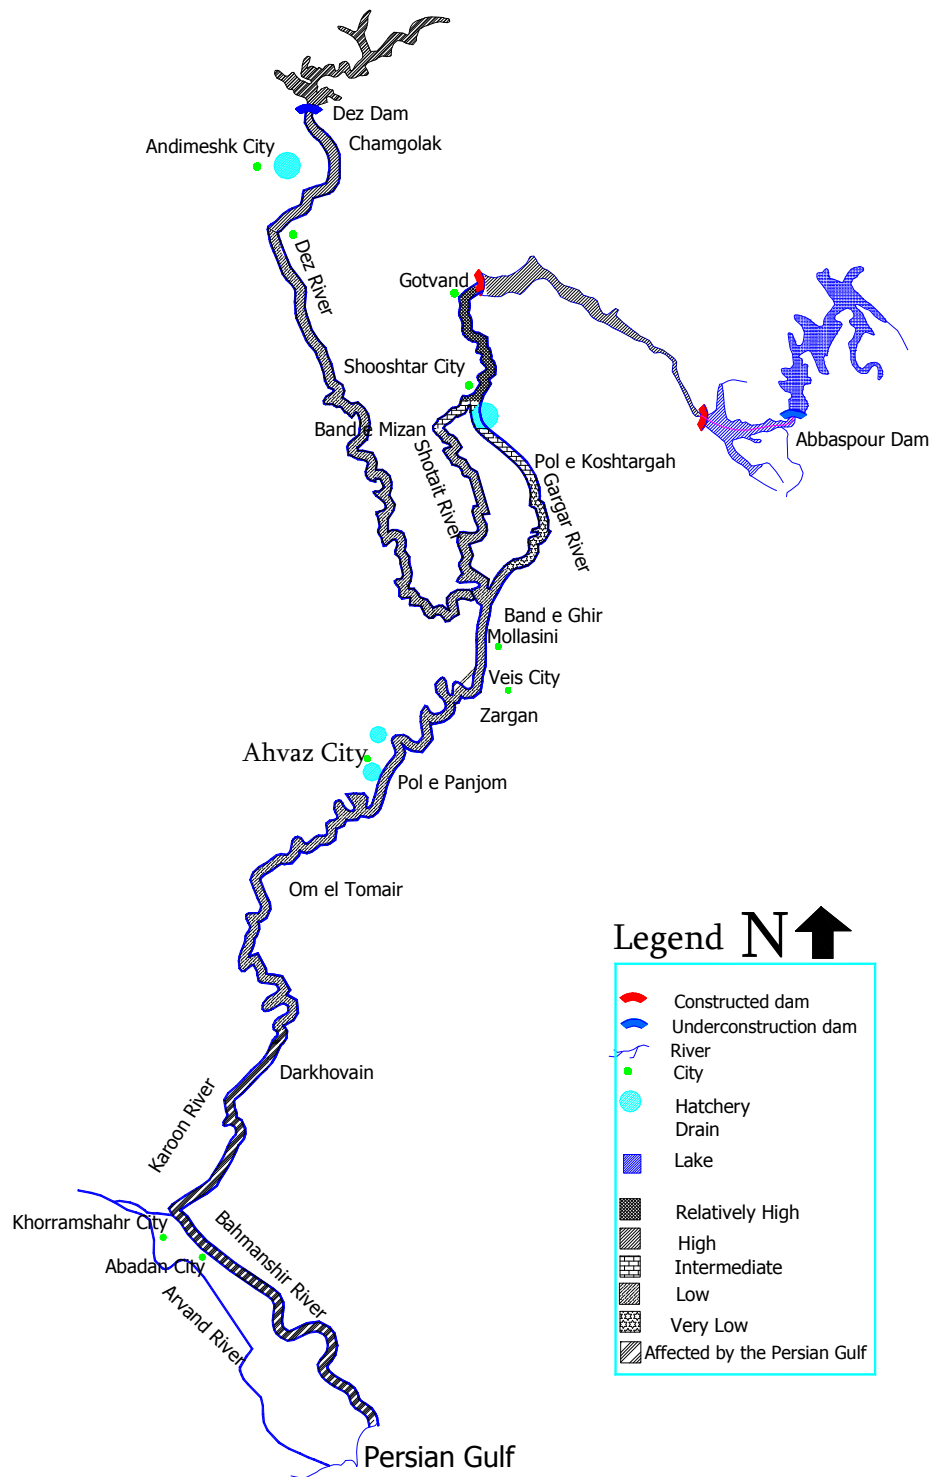 Dez Dam
Chamgolak
Andimeshk City
Dez River
Gotvand
Shooshtar City
Band e Mizan
Abbaspour Dam
Shotait River
Pol e Koshtargah
Gargar River
Band e Ghir
Mollasini
Veis City
Zargan
Ahvaz City
Pol e Panjom
Om el Tomair
Darkhovain
Karoon River
Khorramshahr City
Bahmanshir River
Abadan City
Arvand River
Persian Gulf
Legend N
Constructed dam
Underconstruction dam
River
City
Hatchery
Drain
Lake
Relatively High
High
Intermediate
Low
Very Low
Affected by the Persian Gulf